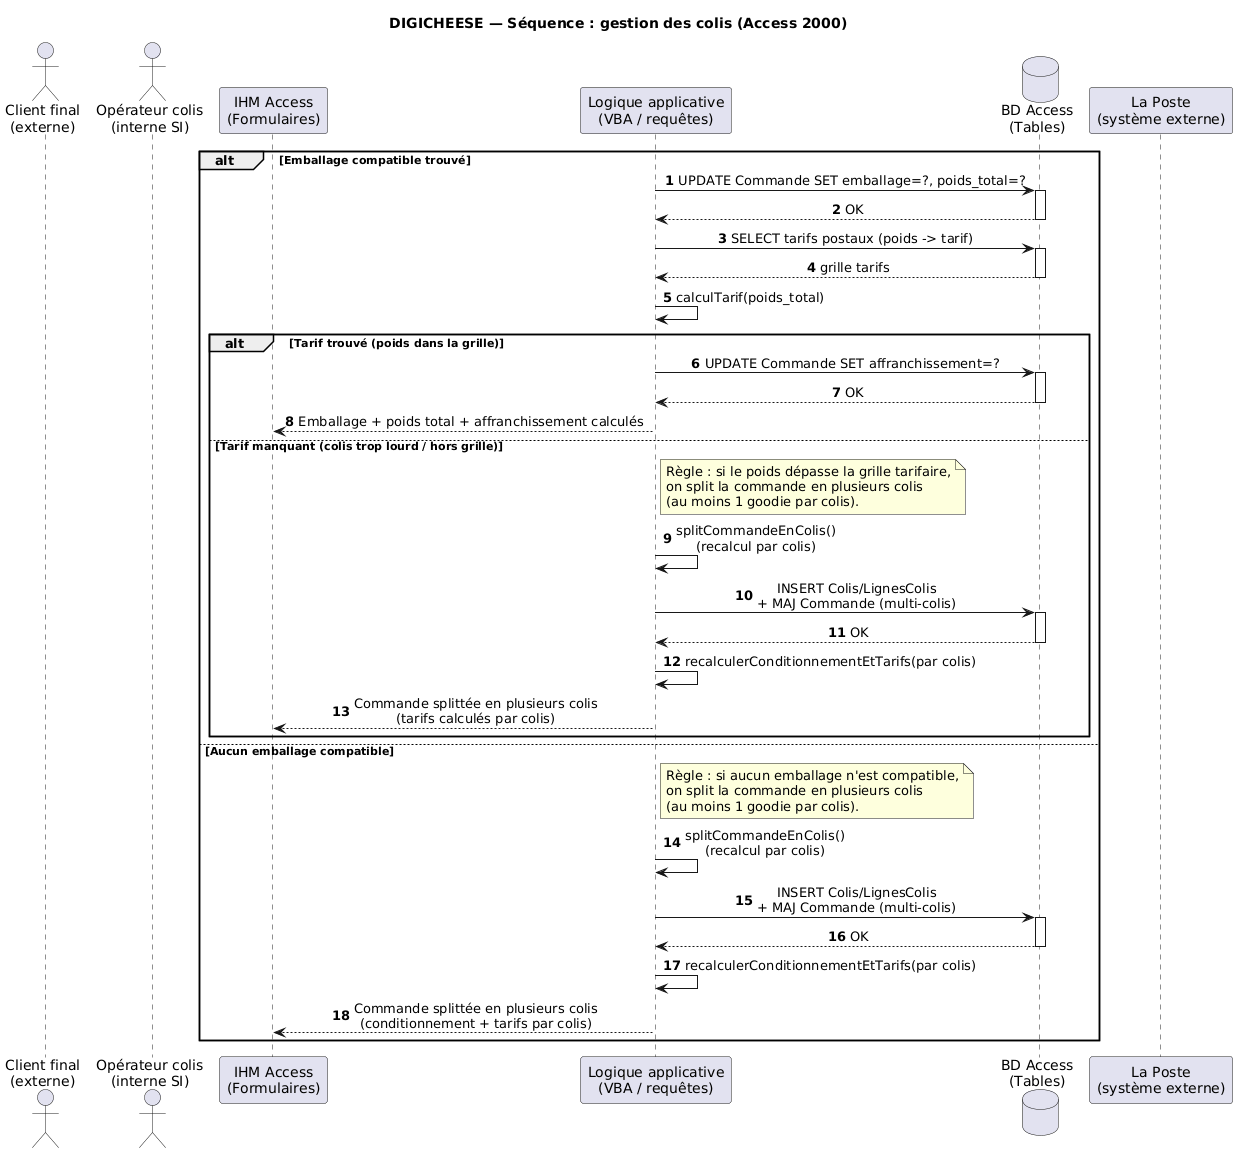 DIGICHEESE — Séquence : gestion des colis (Access 2000)
Client final
(externe)
Opérateur colis
(interne SI)
IHM Access
(Formulaires)
Logique applicative
(VBA / requêtes)
BD Access
(Tables)
La Poste
(système externe)
alt [Emballage compatible trouvé]
1 UPDATE Commande SET emballage=?, poids_total=?
2 OK
3 SELECT tarifs postaux (poids -> tarif)
4 grille tarifs
5 calculTarif(poids_total)
alt [Tarif trouvé (poids dans la grille)]
6 UPDATE Commande SET affranchissement=?
7 OK
8 Emballage + poids total + affranchissement calculés
[Tarif manquant (colis trop lourd / hors grille)]
Règle : si le poids dépasse la grille tarifaire,
on split la commande en plusieurs colis
(au moins 1 goodie par colis).
9 splitCommandeEnColis()
(recalcul par colis)
10 INSERT Colis/LignesColis
+ MAJ Commande (multi-colis)
11 OK
12 recalculerConditionnementEtTarifs(par colis)
13 Commande splittée en plusieurs colis
(tarifs calculés par colis)
[Aucun emballage compatible]
Règle : si aucun emballage n'est compatible,
on split la commande en plusieurs colis
(au moins 1 goodie par colis).
14 splitCommandeEnColis()
(recalcul par colis)
15 INSERT Colis/LignesColis
+ MAJ Commande (multi-colis)
16 OK
17 recalculerConditionnementEtTarifs(par colis)
18 Commande splittée en plusieurs colis
(conditionnement + tarifs par colis)
Client final
(externe)
Opérateur colis
(interne SI)
IHM Access
(Formulaires)
Logique applicative
(VBA / requêtes)
BD Access
(Tables)
La Poste
(système externe)